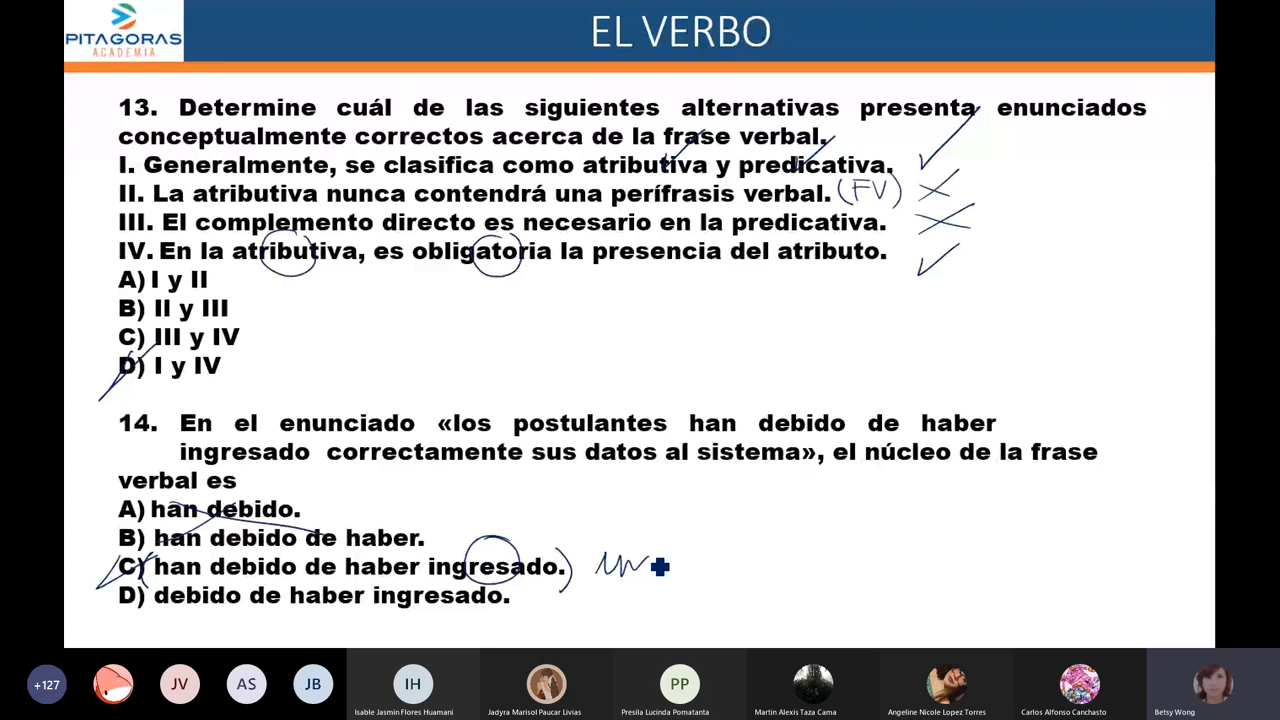 PITAGORAS
ACADEMIA
EL VERBO
13. Determine cuál de las siguientes alternativas presenta enunciados
conceptualmente correctos acerca de la frase verbal.
I. Generalmente, se clasifica como atributiva y predicativa.
II. La atributiva nunca contendrá una perífrasis verbal. (FV)
III. El complemento directo es necesario en la predicativa.
IV. En la atributiva, es obligatoria la presencia del atributo.
A) I y II
B) II y III
C) III y IV
D) I y IV
14. En el enunciado «los postulantes han debido de haber
ingresado correctamente sus datos al sistema», el núcleo de la frase
verbal es
A) han debido.
B) han debido de haber.
C) han debido de haber ingresado.
D) debido de haber ingresado.
+127
JV
AS
JB
IH
PP
Isable Jasmin Flores Huamani
Jadyra Marisol Paucar Livias
Presila Lucinda Pomatanta
Martin Alexis Taza Cama
Angeline Nicole Lopez Torres
Carlos Alfonso Canchasto
Betsy Wong